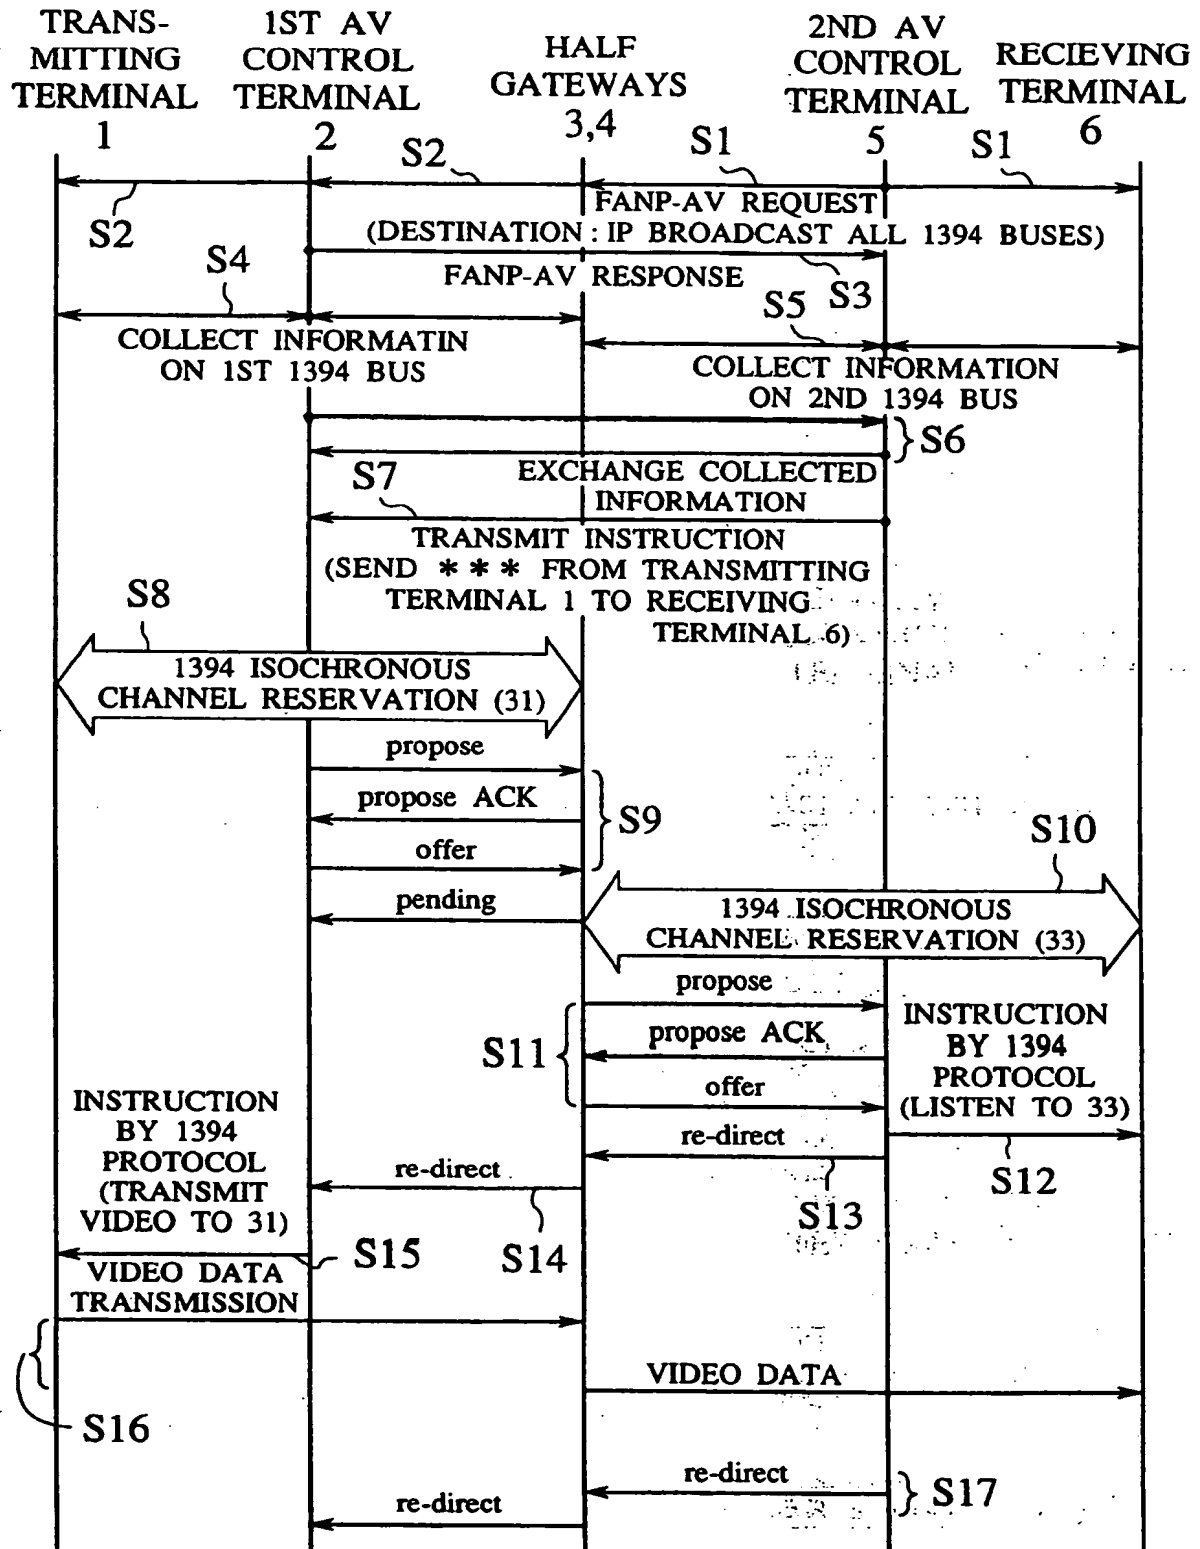 TRANS-
MITTING
TERMINAL
1
1ST AV
CONTROL
TERMINAL
2
HALF
GATEWAYS
3,4
2ND AV
CONTROL
TERMINAL
5
RECIEVING
TERMINAL
6
S2
S1
S1
S2
FANP-AV REQUEST
(DESTINATION : IP BROADCAST ALL 1394 BUSES)
S4
FANP-AV RESPONSE
S3
S5
COLLECT INFORMATIN
ON 1ST 1394 BUS
COLLECT INFORMATION
ON 2ND 1394 BUS
S6
EXCHANGE COLLECTED
INFORMATION
S7
TRANSMIT INSTRUCTION
(SEND * * * FROM TRANSMITTING
TERMINAL 1 TO RECEIVING
TERMINAL 6)
S8
1394 ISOCHRONOUS
CHANNEL RESERVATION (31)
propose
propose ACK
S9
offer
S10
pending
1394 ISOCHRONOUS
CHANNEL RESERVATION (33)
propose
S11
propose ACK
offer
INSTRUCTION
BY 1394
PROTOCOL
(LISTEN TO 33)
S12
re-direct
S13
re-direct
S14
INSTRUCTION
BY 1394
PROTOCOL
(TRANSMIT
VIDEO TO 31)
S15
VIDEO DATA
TRANSMISSION
VIDEO DATA
S16
re-direct
S17
re-direct